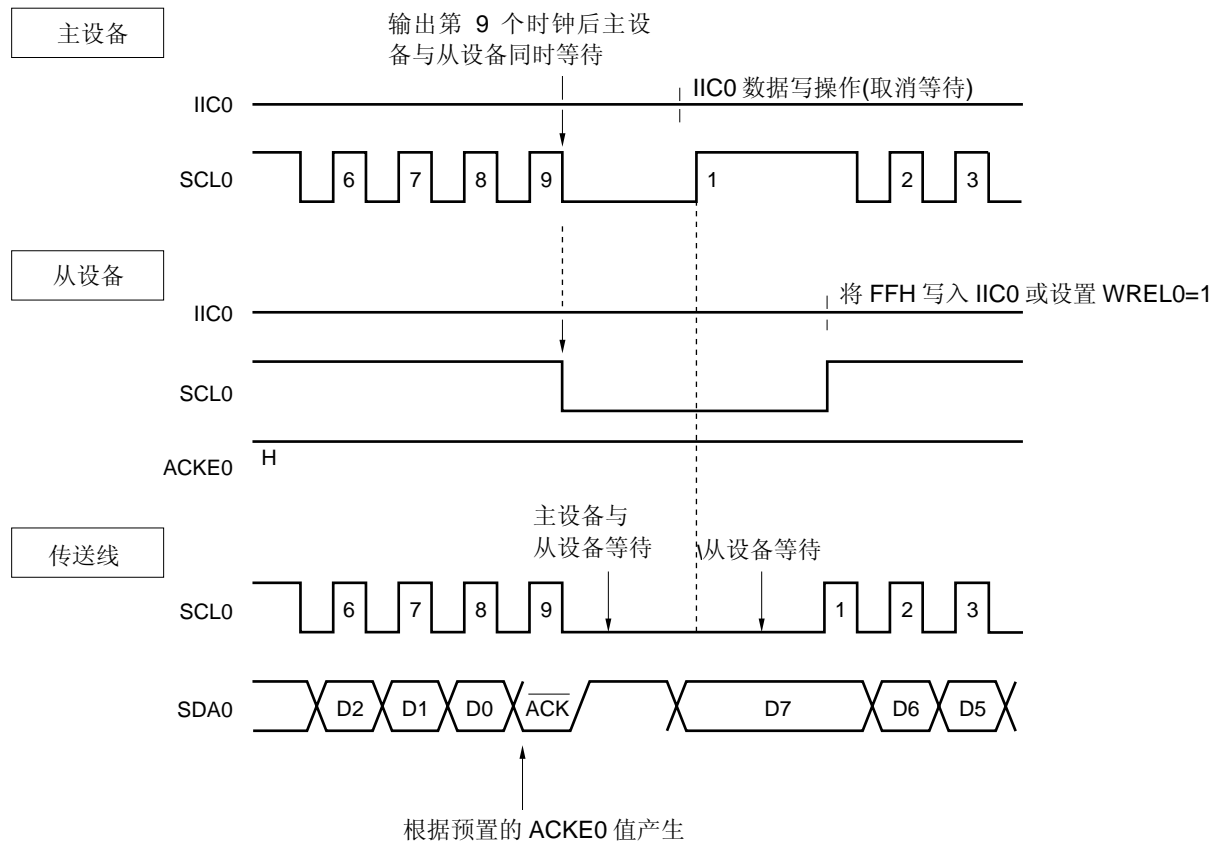 主设备
输出第 9 个时钟后主设
备与从设备同时等待
IIC0 数据写操作(取消等待)
IIC0
SCL0 6 7 8 9 1 2 3
从设备
将 FFH 写入 IIC0 或设置 WREL0=1
IIC0
SCL0
ACKE0 H
主设备与
从设备等待 从设备等待
传送线
SCL0 6 7 8 9 1 2 3
SDA0 D2 D1 D0 ACK D7 D6 D5
根据预置的 ACKE0 值产生